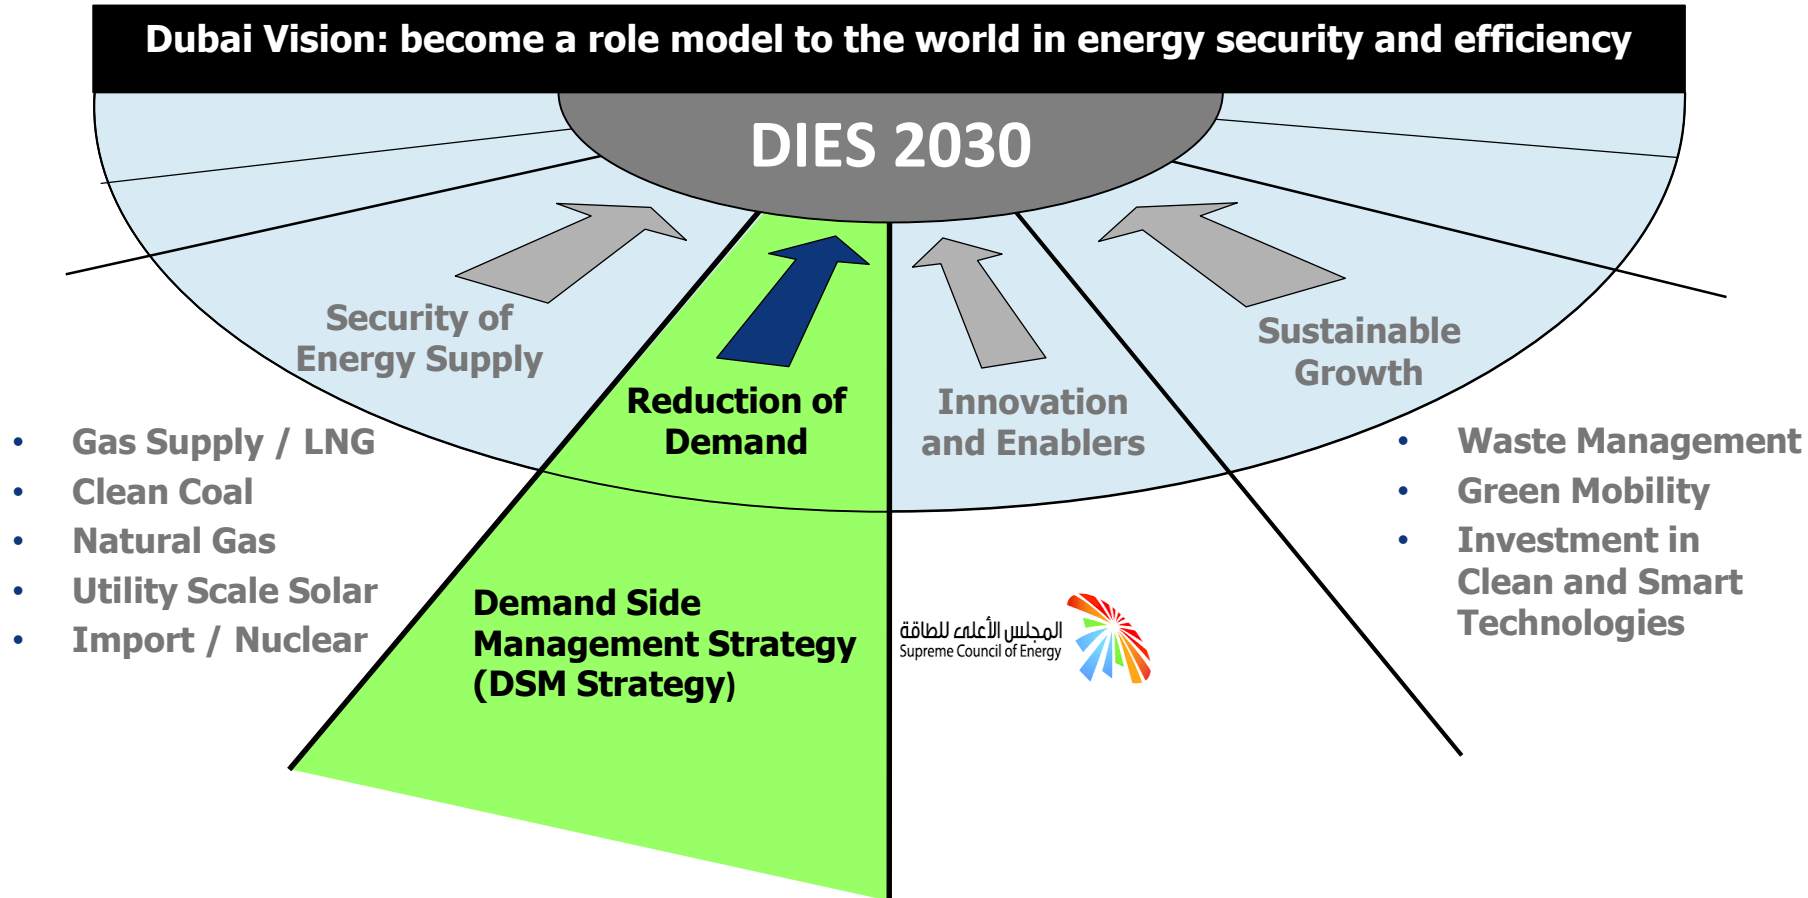 Dubai Vision: become a role model to the world in energy security and efficiency
DIES 2030
Security of
Energy Supply
Reduction of
Demand
Innovation
and Enablers
Sustainable
Growth
• Gas Supply / LNG
• Clean Coal
• Natural Gas
• Utility Scale Solar
• Import / Nuclear
Demand Side
Management Strategy
(DSM Strategy)
المجلس الأعلى للطاقة
Supreme Council of Energy
• Waste Management
• Green Mobility
• Investment in
Clean and Smart
Technologies